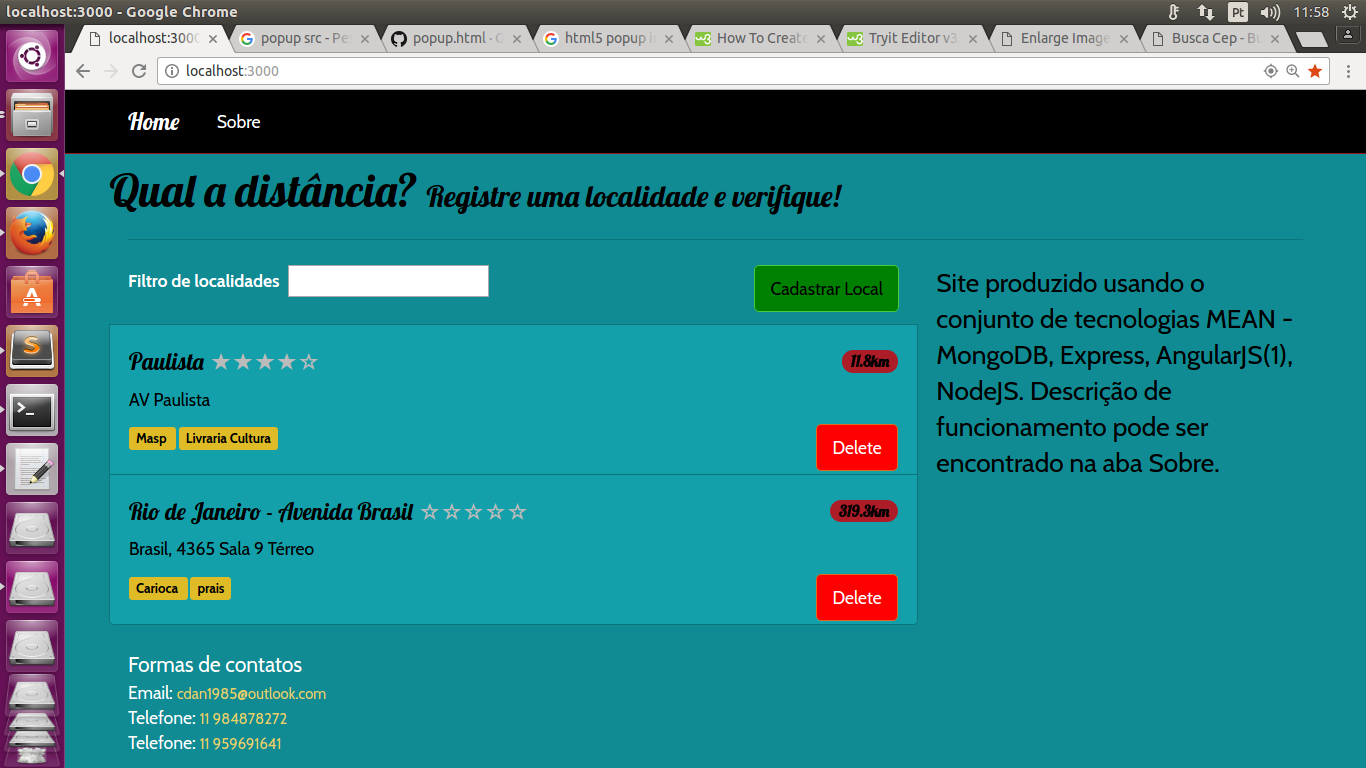 localhost:3000 - Google Chrome
Pt
11:58
localhost:3000
popup src - Pe
popup.html · G
html5 popup i
How To Create
Tryit Editor v3
Enlarge Image
Busca Cep - Bu
localhost:3000
Home Sobre
Qual a distância? Registre uma localidade e verifique!
Filtro de localidades
Cadastrar Local
Paulista ★★★★☆
11.8km
AV Paulista
Masp Livraria Cultura
Delete
Rio de Janeiro - Avenida Brasil ☆☆☆☆☆
319.3km
Brasil, 4365 Sala 9 Térreo
Carioca prais
Delete
Site produzido usando o
conjunto de tecnologias MEAN -
MongoDB, Express, AngularJS(1),
NodeJS. Descrição de
funcionamento pode ser
encontrado na aba Sobre.
Formas de contatos
Email: cdan1985@outlook.com
Telefone: 11 984878272
Telefone: 11 959691641